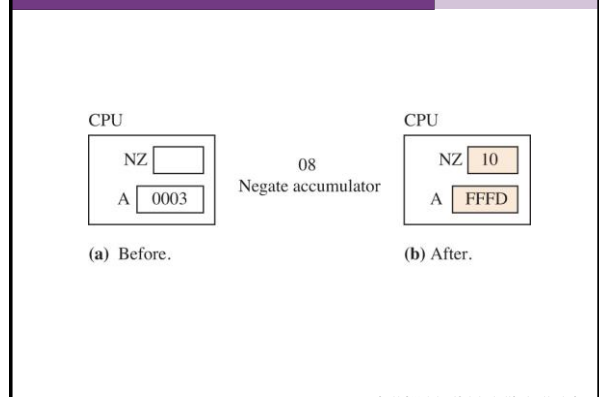 CPU
NZ
A 0003
(a) Before.
08
Negate accumulator
CPU
NZ 10
A FFFD
(b) After.